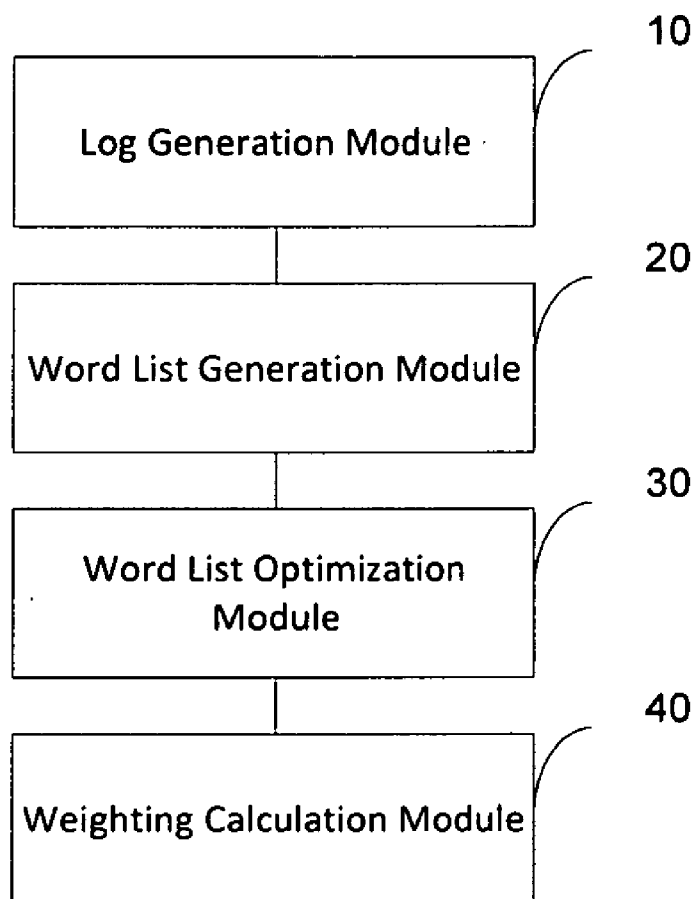 10
Log Generation Module
20
Word List Generation Module
30
Word List Optimization
Module
40
Weighting Calculation Module